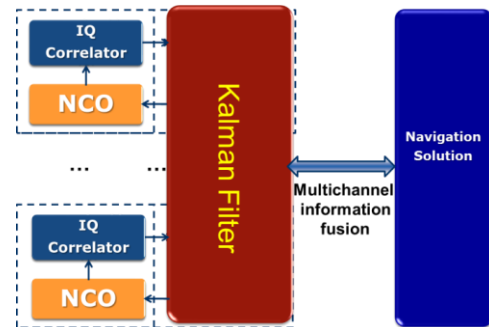 IQ
Correlator
NCO
... ...
IQ
Correlator
NCO
Kalman Filter
Multichannel
information
fusion
Navigation
Solution